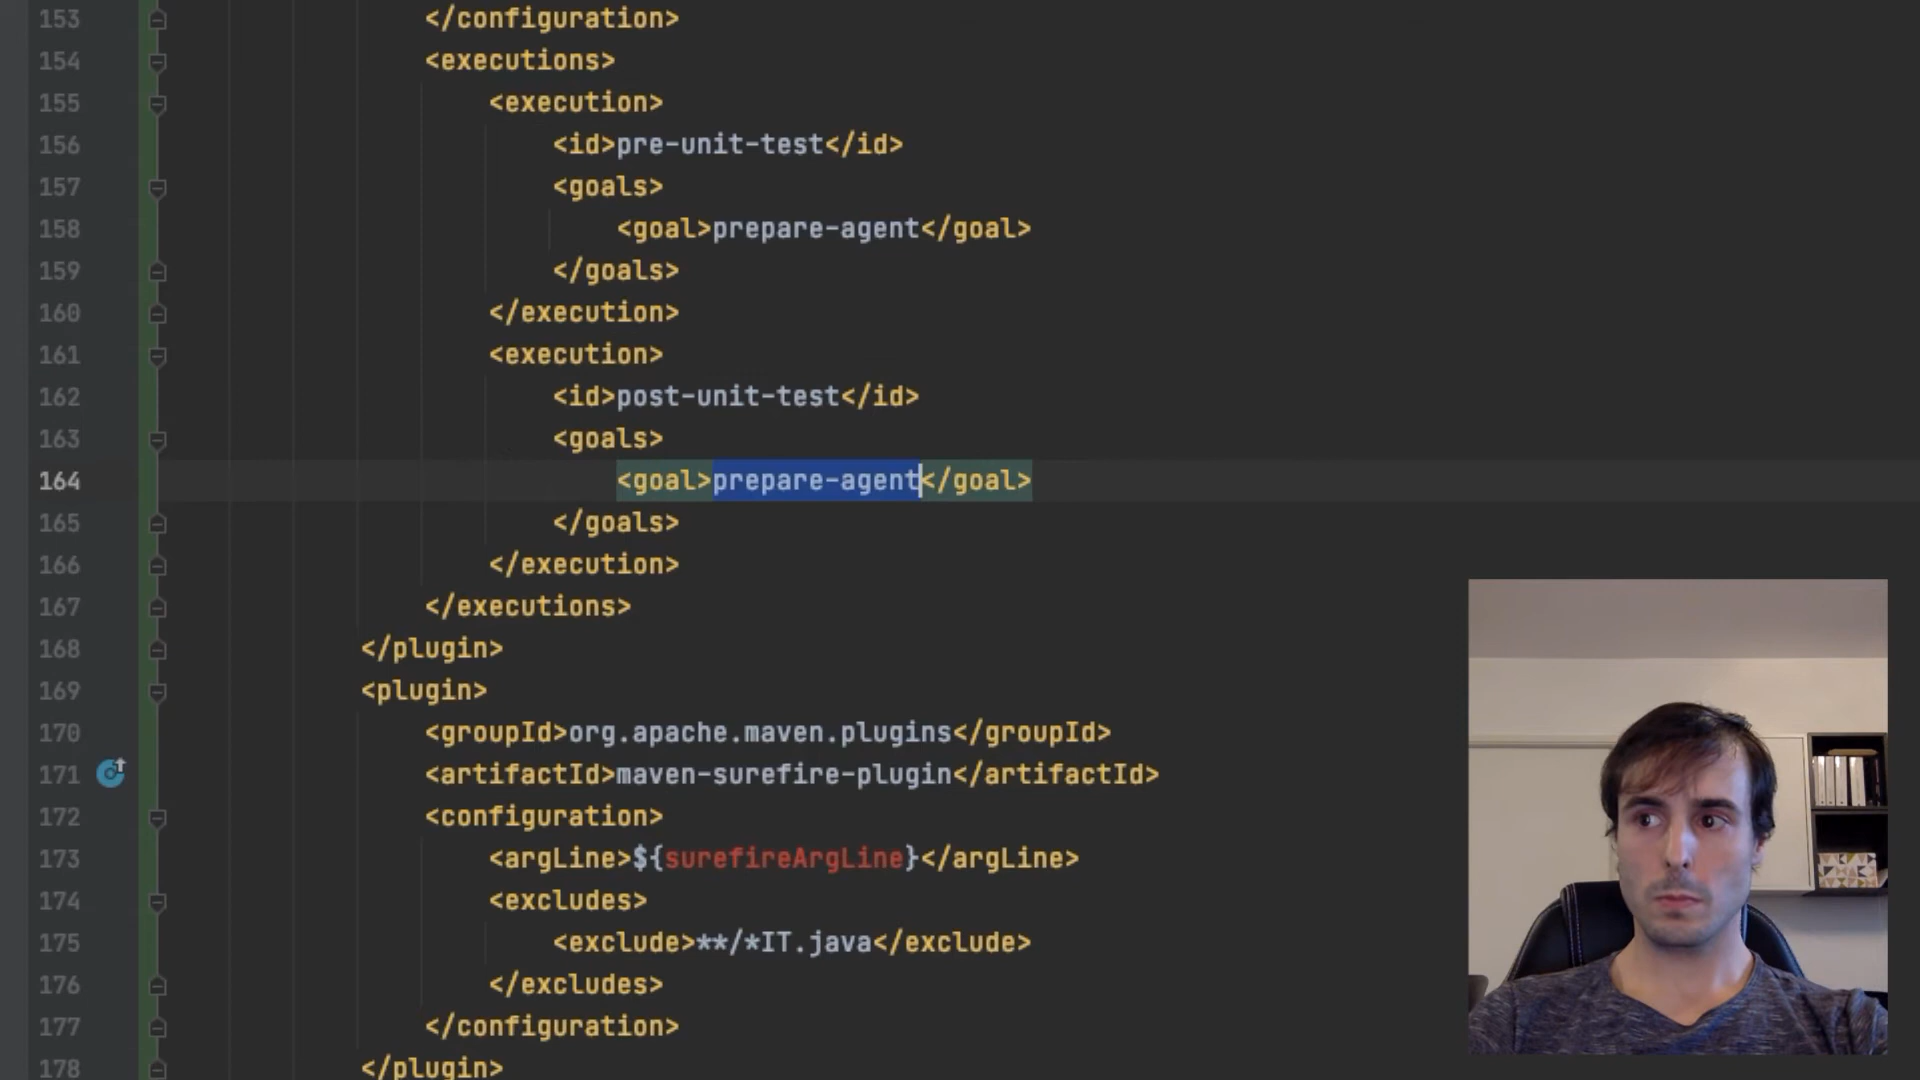 153 </configuration>
154 <executions>
155 <execution>
156 <id>pre-unit-test</id>
157 <goals>
158 <goal>prepare-agent</goal>
159 </goals>
160 </execution>
161 <execution>
162 <id>post-unit-test</id>
163 <goals>
164 <goal>prepare-agent</goal>
165 </goals>
166 </execution>
167 </executions>
168 </plugin>
169 <plugin>
170 <groupId>org.apache.maven.plugins</groupId>
171 <artifactId>maven-surefire-plugin</artifactId>
172 <configuration>
173 <argLine>${surefireArgLine}</argLine>
174 <excludes>
175 <exclude>**/*IT.java</exclude>
176 </excludes>
177 </configuration>
178 </plugin>